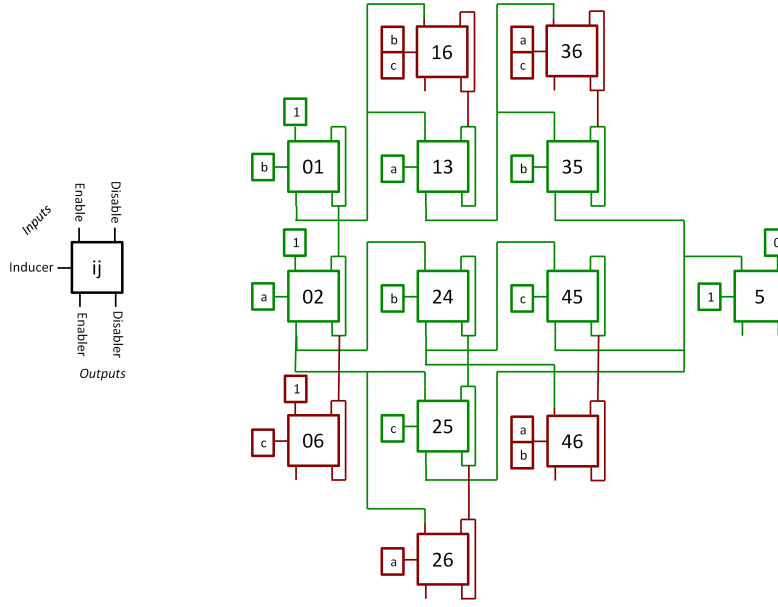 b
c
16
a
c
36
1
b
01
a
13
b
35
Inputs
Enable
Disable
Inducer
ij
Enabler
Disabler
Outputs
1
a
02
b
24
c
45
0
1
5
1
c
06
c
25
a
b
46
a
26